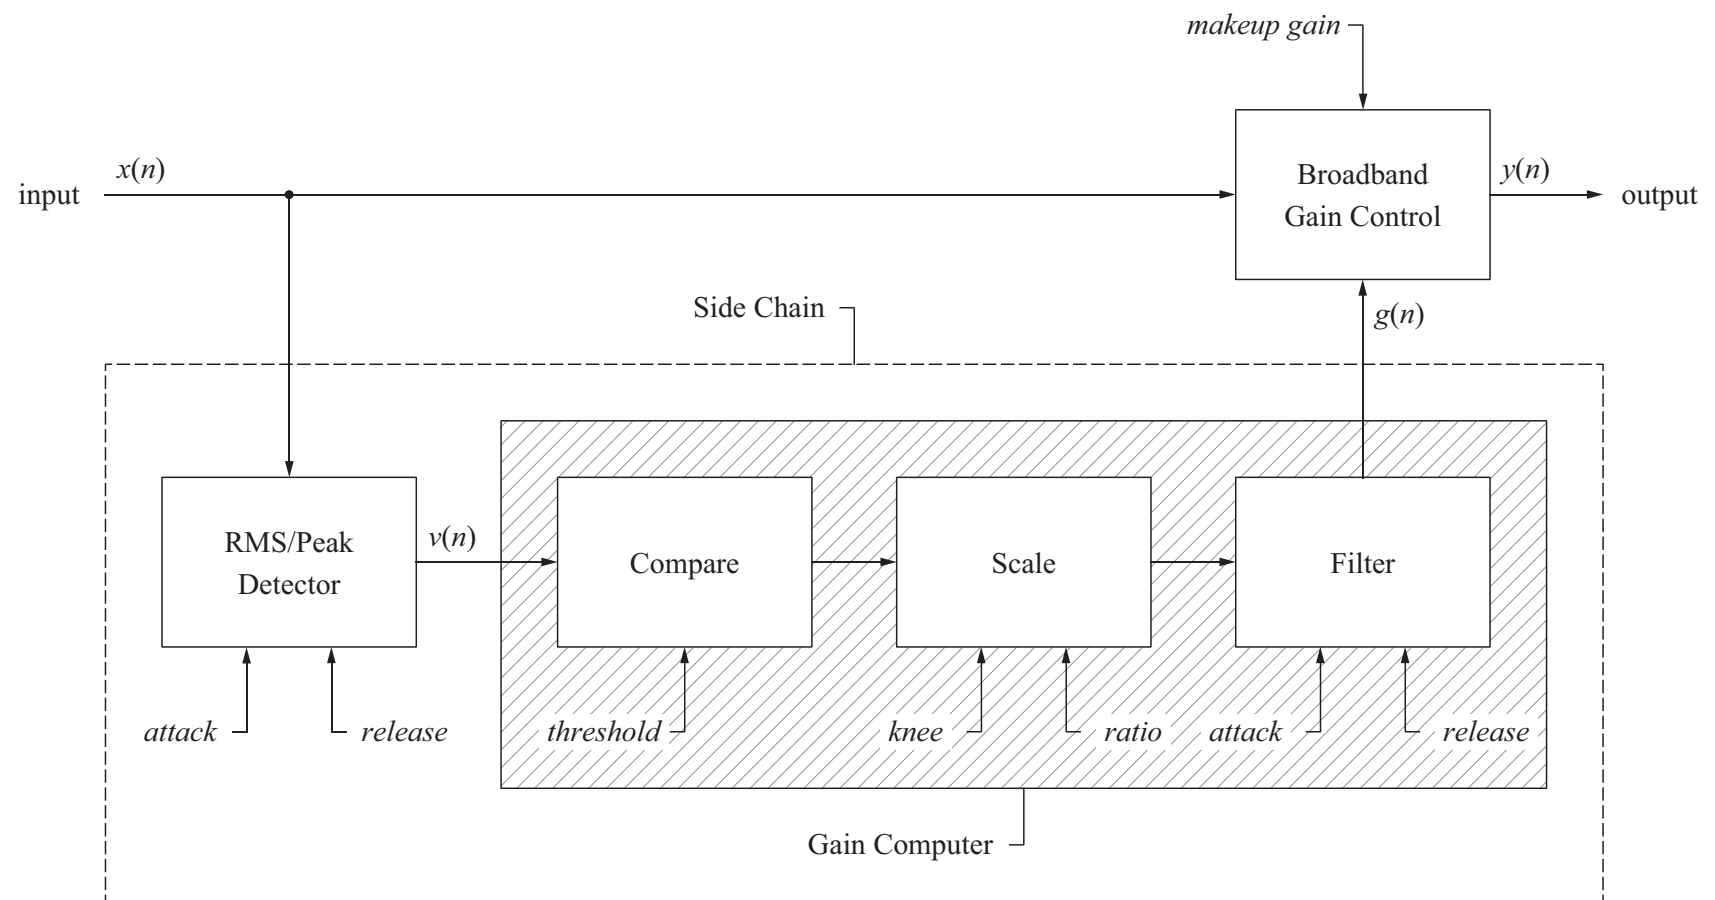 makeup gain
x(n)
input
Broadband
Gain Control
y(n)
output
Side Chain
g(n)
RMS/Peak
Detector
v(n)
Compare
Scale
Filter
attack
release
threshold
knee
ratio
attack
release
Gain Computer